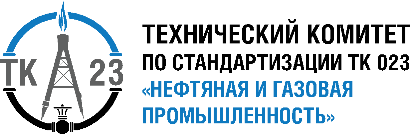 ТК 23
ТЕХНИЧЕСКИЙ КОМИТЕТ
ПО СТАНДАРТИЗАЦИИ ТК 023
«НЕФТЯНАЯ И ГАЗОВАЯ
ПРОМЫШЛЕННОСТЬ»